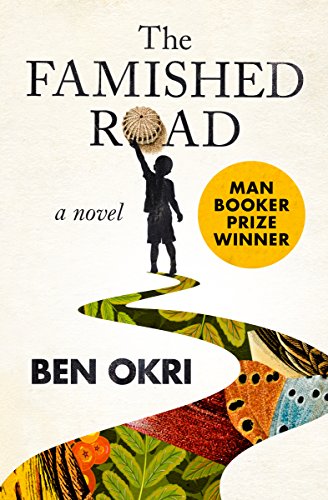 The
FAMISHED
ROAD
a novel
MAN
BOOKER
PRIZE
WINNER
BEN OKRI